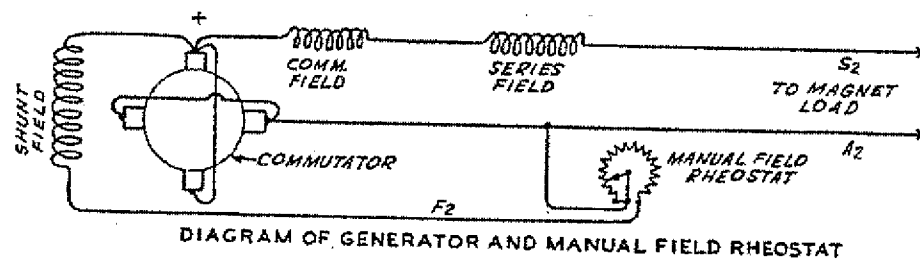 +
COMM.
FIELD
SERIES
FIELD
S2
TO MAGNET
LOAD
SHUNT
FIELD
COMMUTATOR
A2
MANUAL FIELD
RHEOSTAT
F2
DIAGRAM OF GENERATOR AND MANUAL FIELD RHEOSTAT